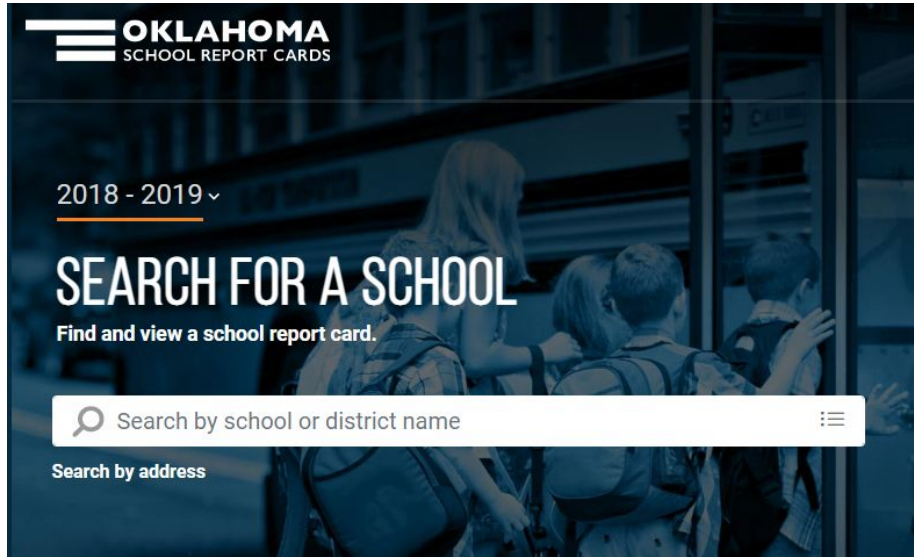 OKLAHOMA
SCHOOL REPORT CARDS
2018 - 2019
SEARCH FOR A SCHOOL
Find and view a school report card.
Search by school or district name
Search by address